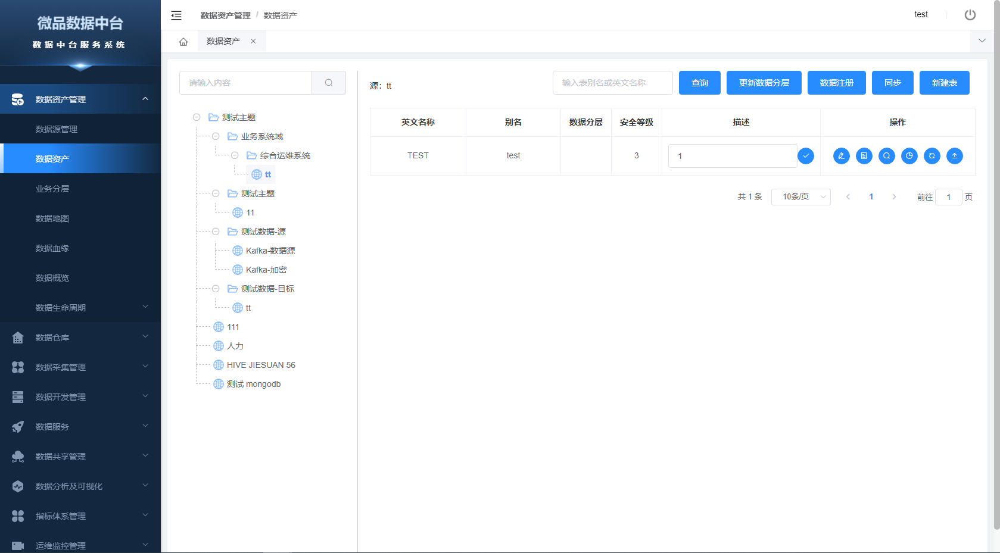 微品数据中台
数据中台服务系统
数据资产管理
数据源管理
数据资产
业务分层
数据地图
数据血缘
数据概览
数据生命周期
数据仓库
数据采集管理
数据开发管理
数据服务
数据共享管理
数据分析及可视化
指标体系管理
运维监控管理
数据资产管理 / 数据资产
test
数据资产
请输入内容
测试主题
业务系统域
综合运维系统
tt
测试主题
11
测试数据-源
Kafka-数据源
Kafka-加密
测试数据-目标
tt
111
人力
HIVE JIESUAN 56
测试 mongodb
源：tt
输入表别名或英文名称 查询 更新数据分层 数据注册 同步 新建表
英文名称 别名 数据分层 安全等级 描述 操作
TEST test 3 1
共 1 条 10条/页 1 前往 1 页